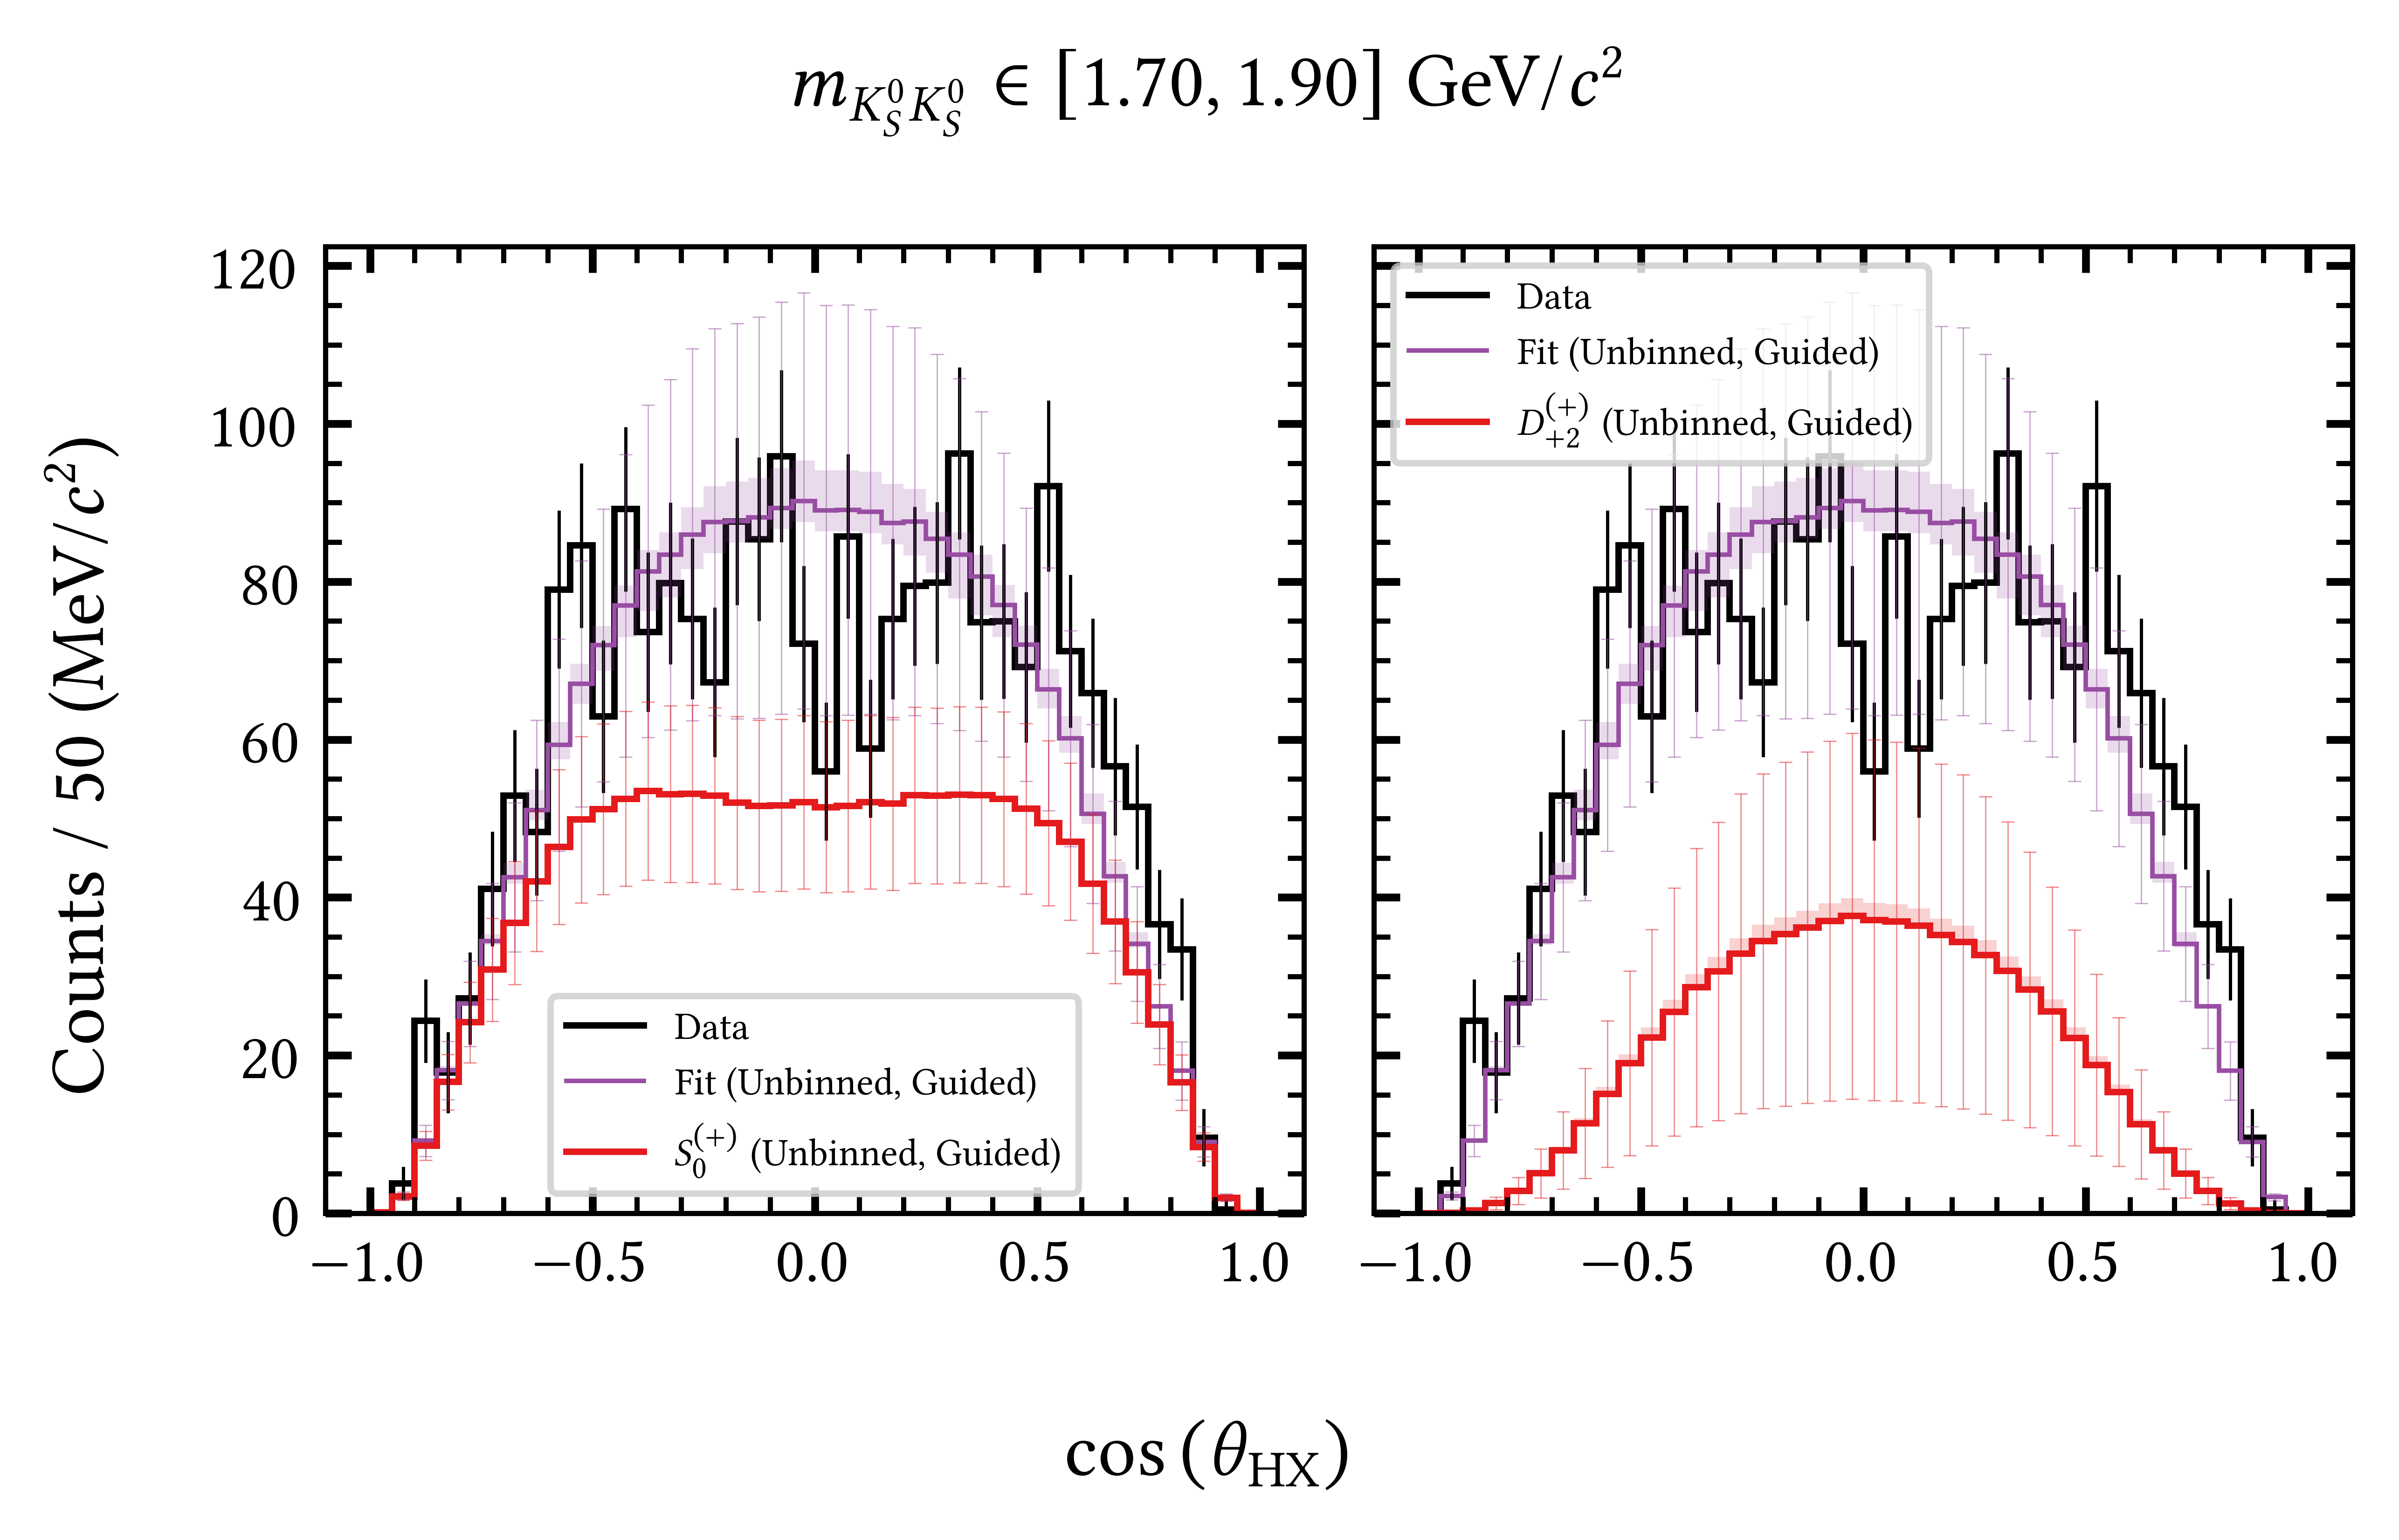 m_{K_S^0 K_S^0} ∈ [1.70, 1.90] GeV/c²
Counts / 50 (MeV/c²)
120
100
80
60
40
20
0
Data
Fit (Unbinned, Guided)
S_0^{(+)} (Unbinned, Guided)
−1.0 −0.5 0.0 0.5 1.0
Data
Fit (Unbinned, Guided)
D_{+2}^{(+)} (Unbinned, Guided)
−1.0 −0.5 0.0 0.5 1.0
cos (θ_{HX})